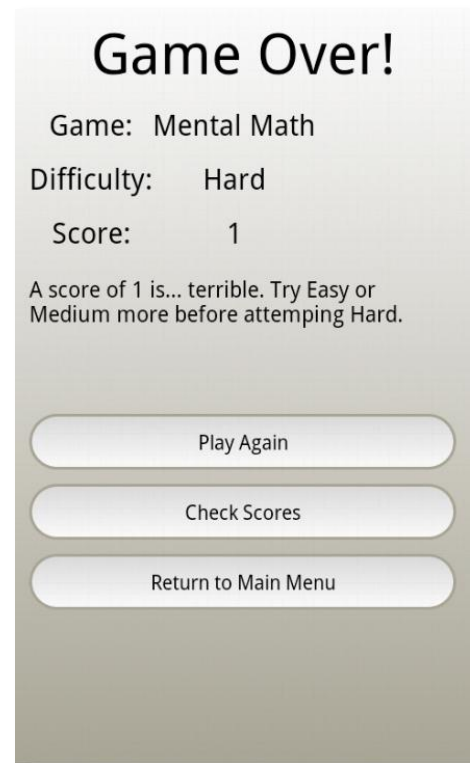 Game Over!
Game: Mental Math
Difficulty: Hard
Score: 1
A score of 1 is... terrible. Try Easy or
Medium more before attemping Hard.
Play Again
Check Scores
Return to Main Menu